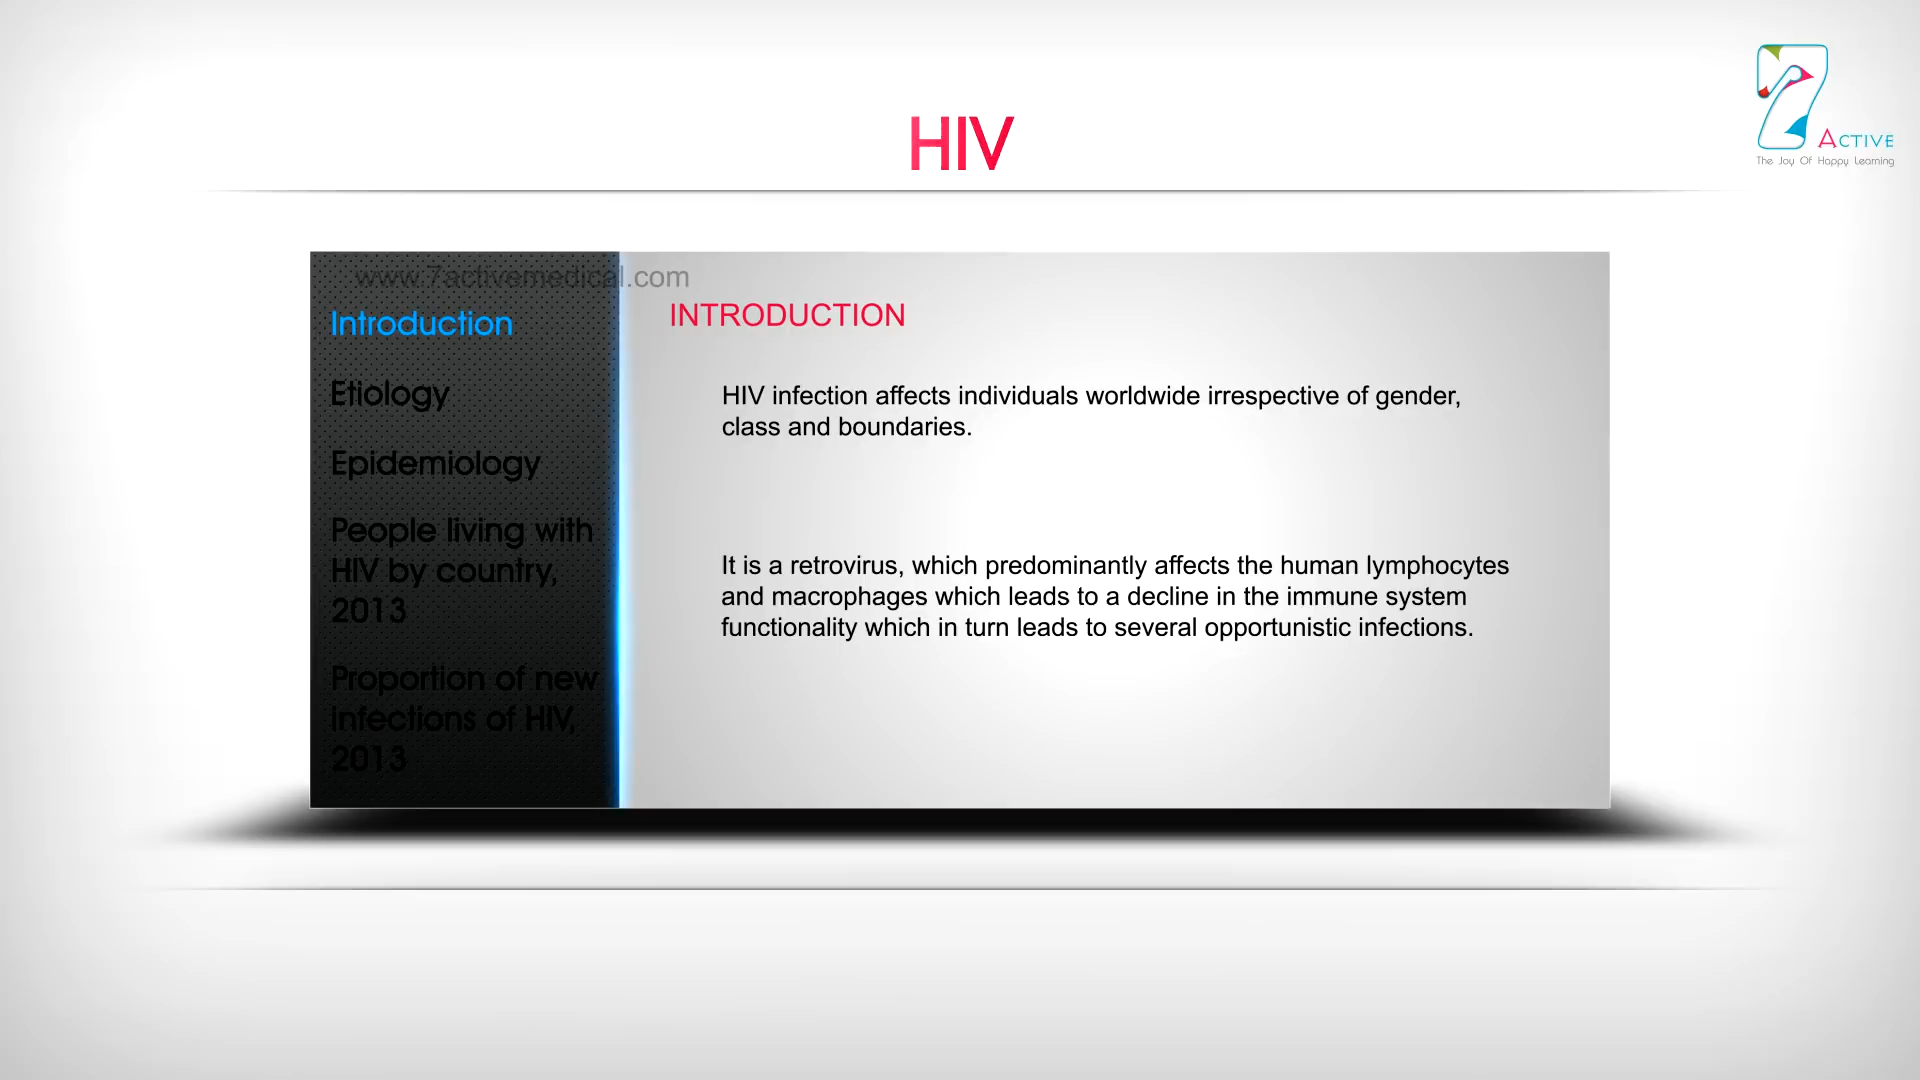 HIV
ACTIVE
The Joy Of Happy Learning
www.7activemedical.com
Introduction
Etiology
Epidemiology
People living with
HIV by country,
2013
Proportion of new
infections of HIV,
2013
INTRODUCTION
HIV infection affects individuals worldwide irrespective of gender,
class and boundaries.
It is a retrovirus, which predominantly affects the human lymphocytes
and macrophages which leads to a decline in the immune system
functionality which in turn leads to several opportunistic infections.